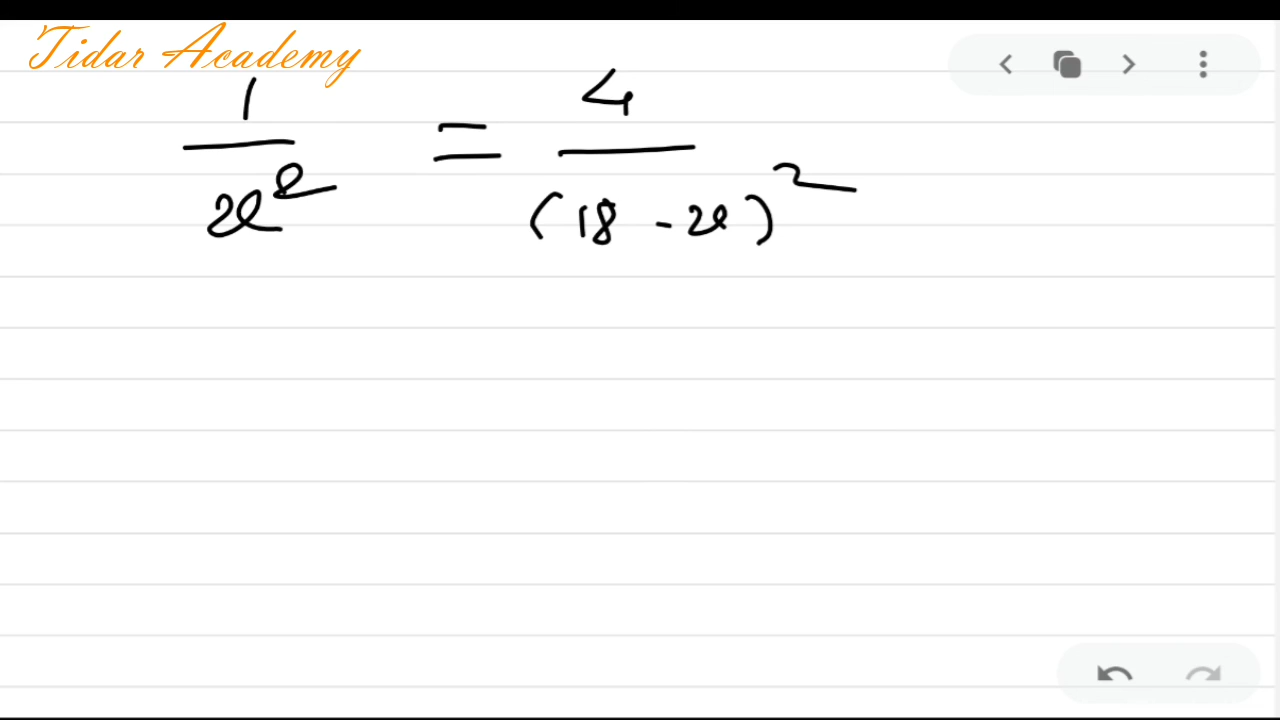 Tidar Academy
1/x² = 4/(18 - x)²